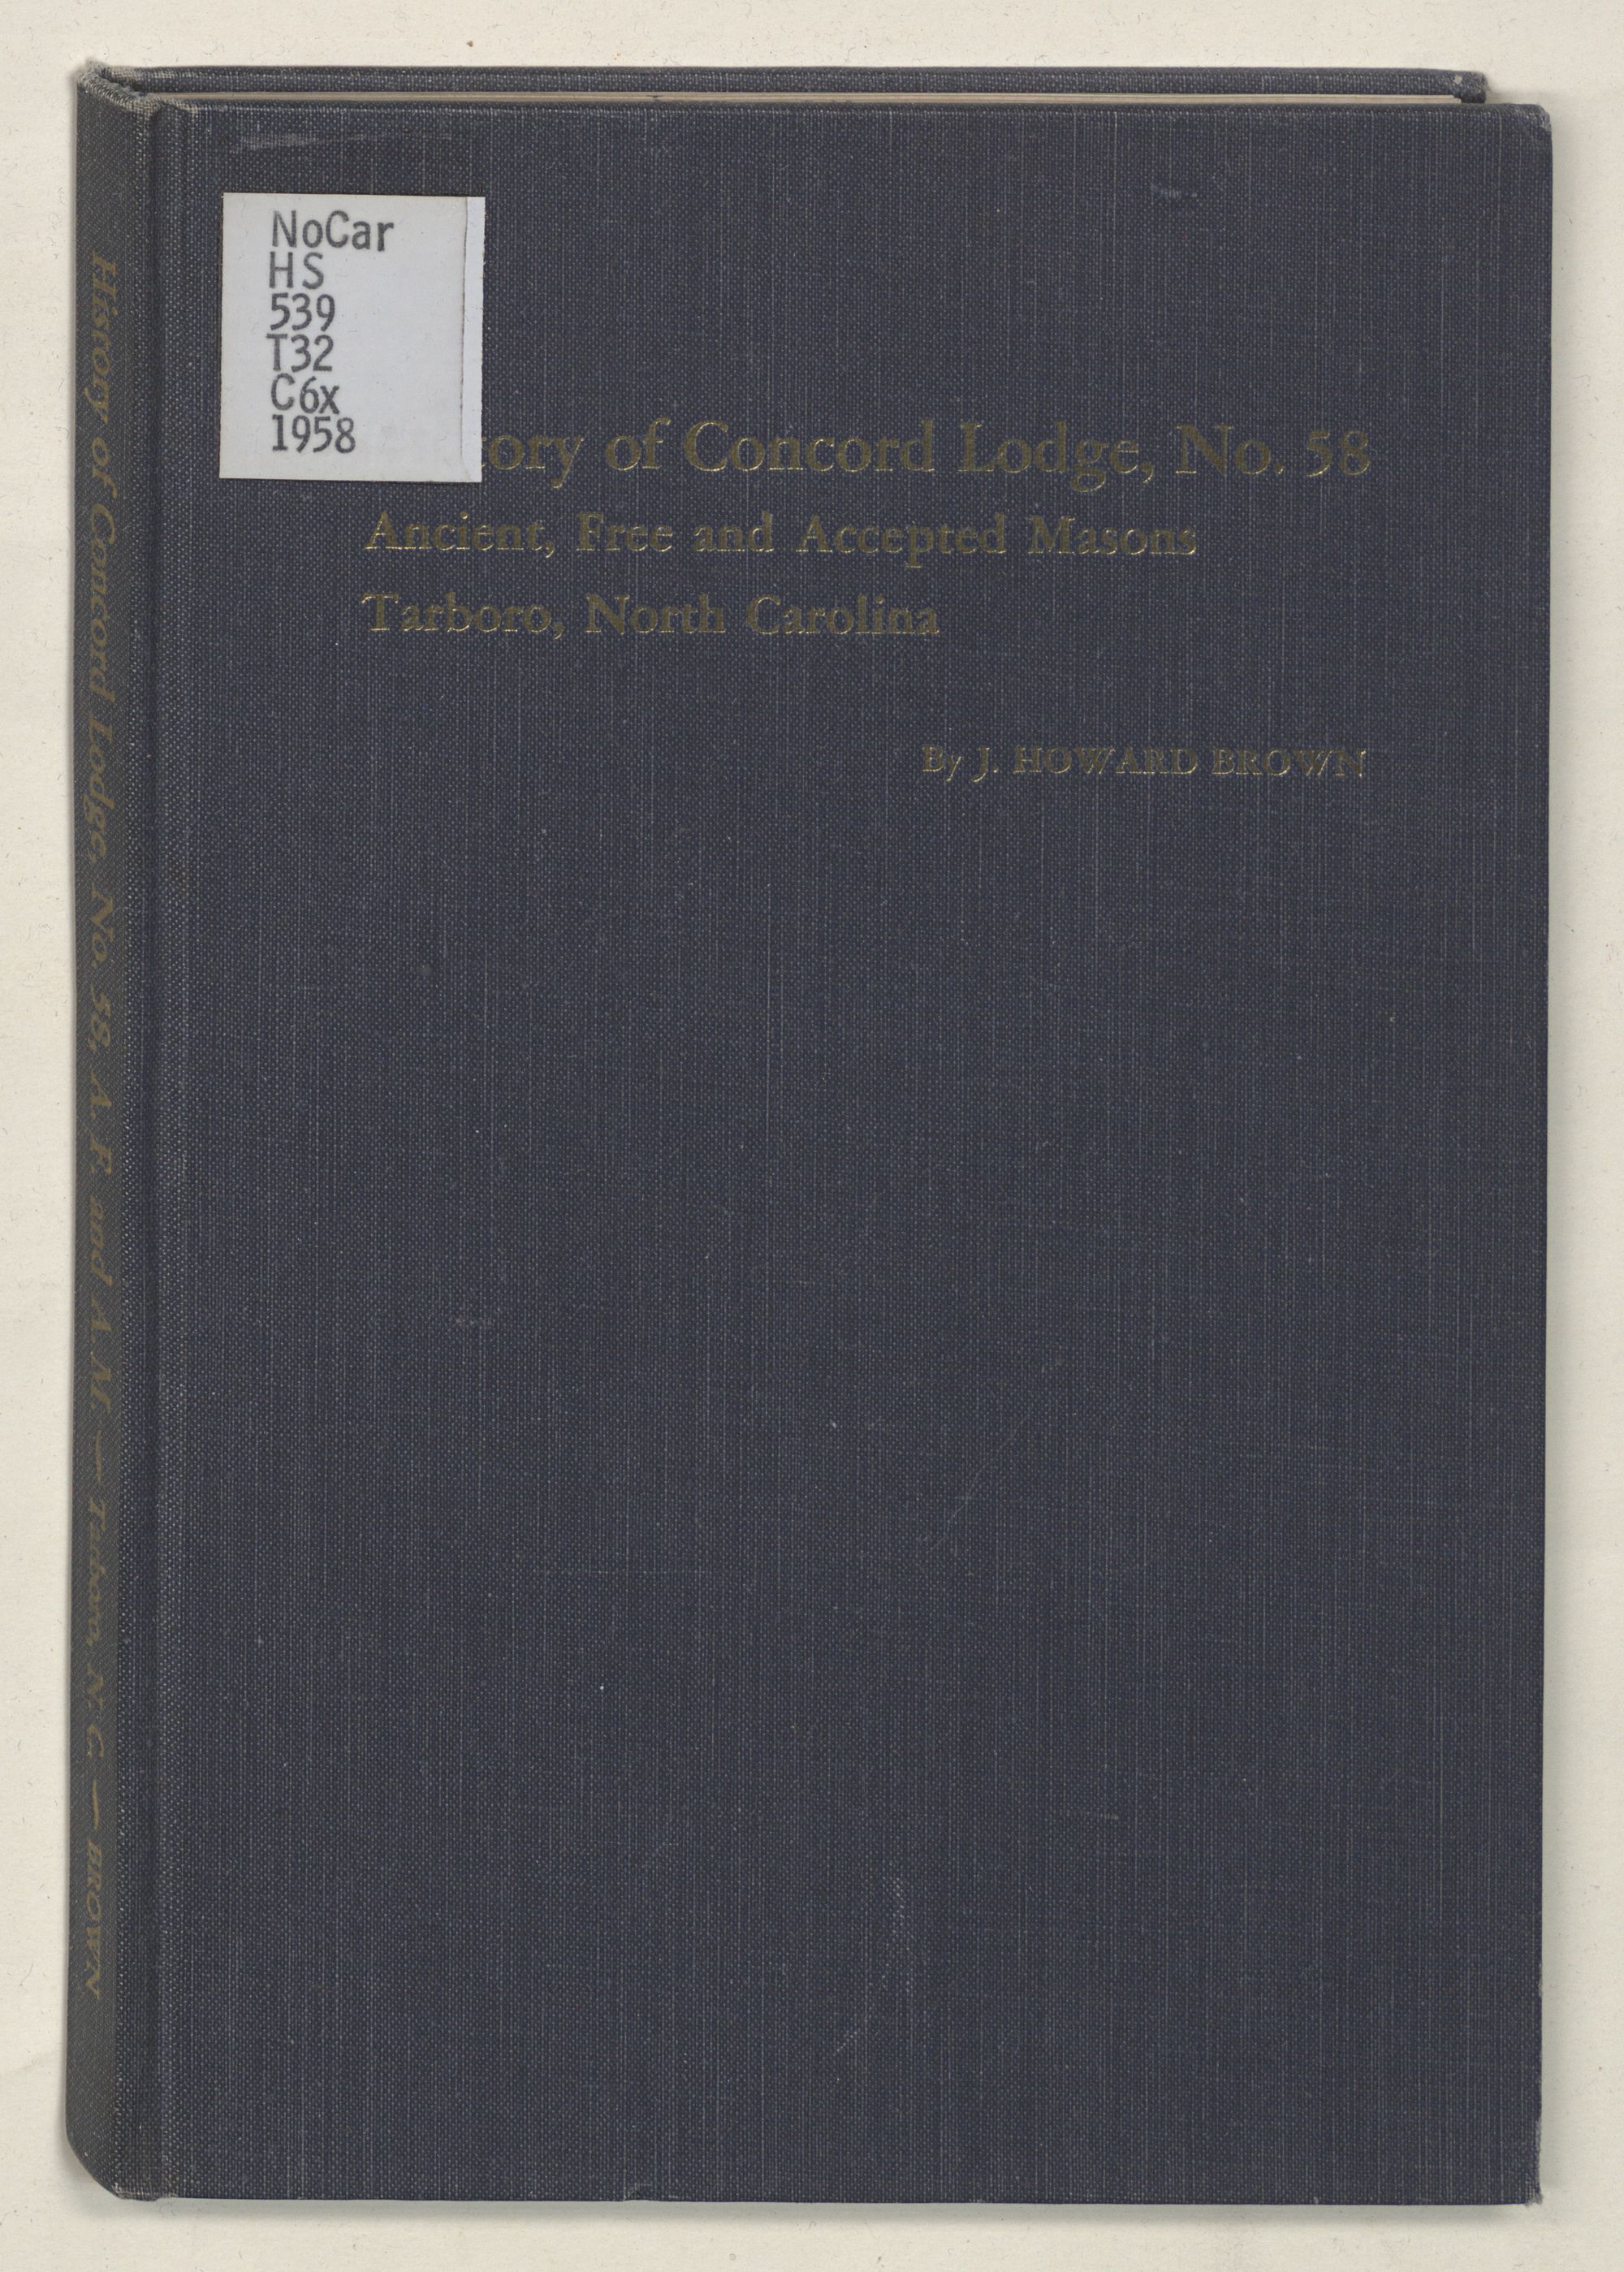 NoCar
HS
539
T32
C6x
1958
tory of Concord Lodge, No. 58
Ancient, Free and Accepted Masons
Tarboro, North Carolina
By J. HOWARD BROWN
History of Concord Lodge, No. 58, A. F. and A. M. — Tarboro, N. C. — BROWN